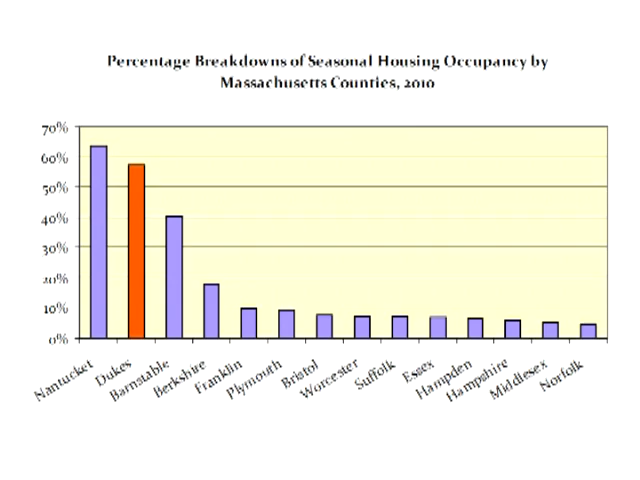 Percentage Breakdowns of Seasonal Housing Occupancy by
Massachusetts Counties, 2010
70%
60%
50%
40%
30%
20%
10%
0%
Nantucket
Dukes
Barnstable
Berkshire
Franklin
Plymouth
Bristol
Worcester
Suffolk
Essex
Hampden
Hampshire
Middlesex
Norfolk